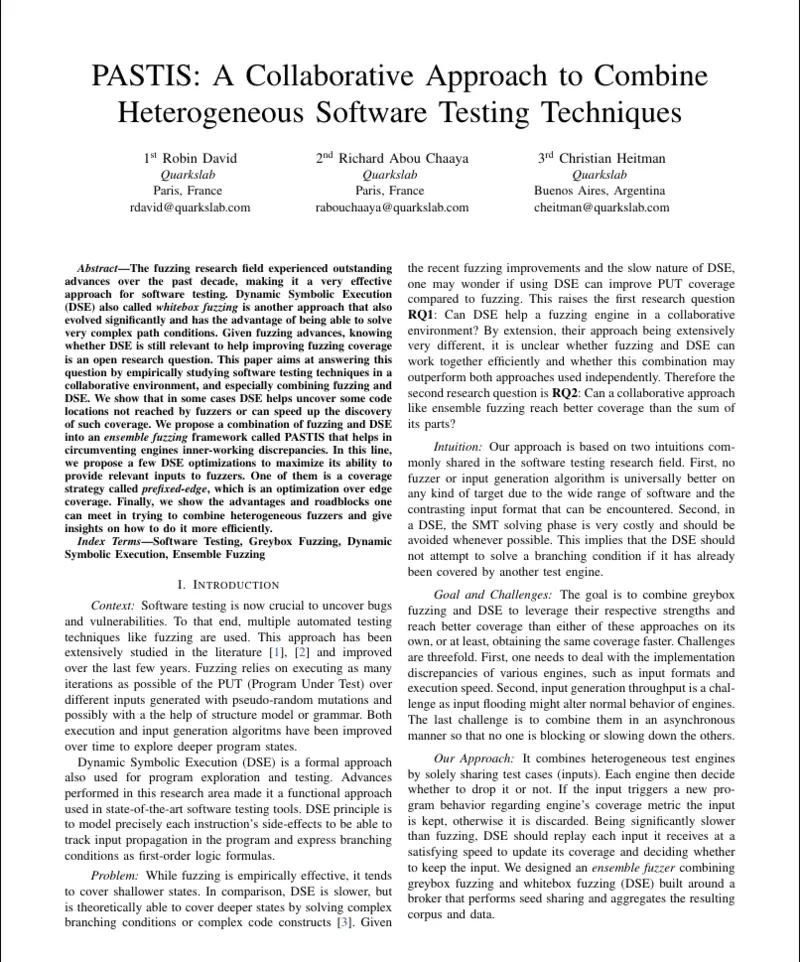 PASTIS: A Collaborative Approach to Combine
Heterogeneous Software Testing Techniques
1st Robin David
Quarkslab
Paris, France
rdavid@quarkslab.com
2nd Richard Abou Chaaya
Quarkslab
Paris, France
rabouchaaya@quarkslab.com
3rd Christian Heitman
Quarkslab
Buenos Aires, Argentina
cheitman@quarkslab.com
Abstract—The fuzzing research field experienced outstanding
advances over the past decade, making it a very effective
approach for software testing. Dynamic Symbolic Execution
(DSE) also called whitebox fuzzing is another approach that also
evolved significantly and has the advantage of being able to solve
very complex path conditions. Given fuzzing advances, knowing
whether DSE is still relevant to help improving fuzzing coverage
is an open research question. This paper aims at answering this
question by empirically studying software testing techniques in a
collaborative environment, and especially combining fuzzing and
DSE. We show that in some cases DSE helps uncover some code
locations not reached by fuzzers or can speed up the discovery
of such coverage. We propose a combination of fuzzing and DSE
into an ensemble fuzzing framework called PASTIS that helps in
circumventing engines inner-working discrepancies. In this line,
we propose a few DSE optimizations to maximize its ability to
provide relevant inputs to fuzzers. One of them is a coverage
strategy called prefixed-edge, which is an optimization over edge
coverage. Finally, we show the advantages and roadblocks one
can meet in trying to combine heterogeneous fuzzers and give
insights on how to do it more efficiently.
Index Terms—Software Testing, Greybox Fuzzing, Dynamic
Symbolic Execution, Ensemble Fuzzing
I. INTRODUCTION
Context: Software testing is now crucial to uncover bugs
and vulnerabilities. To that end, multiple automated testing
techniques like fuzzing are used. This approach has been
extensively studied in the literature [1], [2] and improved
over the last few years. Fuzzing relies on executing as many
iterations as possible of the PUT (Program Under Test) over
different inputs generated with pseudo-random mutations and
possibly with a the help of structure model or grammar. Both
execution and input generation algoritms have been improved
over time to explore deeper program states.
Dynamic Symbolic Execution (DSE) is a formal approach
also used for program exploration and testing. Advances
performed in this research area made it a functional approach
used in state-of-the-art software testing tools. DSE principle is
to model precisely each instruction's side-effects to be able to
track input propagation in the program and express branching
conditions as first-order logic formulas.
Problem: While fuzzing is empirically effective, it tends
to cover shallower states. In comparison, DSE is slower, but
is theoretically able to cover deeper states by solving complex
branching conditions or complex code constructs [3]. Given
the recent fuzzing improvements and the slow nature of DSE,
one may wonder if using DSE can improve PUT coverage
compared to fuzzing. This raises the first research question
RQ1: Can DSE help a fuzzing engine in a collaborative
environment? By extension, their approach being extensively
very different, it is unclear whether fuzzing and DSE can
work together efficiently and whether this combination may
outperform both approaches used independently. Therefore the
second research question is RQ2: Can a collaborative approach
like ensemble fuzzing reach better coverage than the sum of
its parts?
Intuition: Our approach is based on two intuitions com-
monly shared in the software testing research field. First, no
fuzzer or input generation algorithm is universally better on
any kind of target due to the wide range of software and the
contrasting input format that can be encountered. Second, in
a DSE, the SMT solving phase is very costly and should be
avoided whenever possible. This implies that the DSE should
not attempt to solve a branching condition if it has already
been covered by another test engine.
Goal and Challenges: The goal is to combine greybox
fuzzing and DSE to leverage their respective strengths and
reach better coverage than either of these approaches on its
own, or at least, obtaining the same coverage faster. Challenges
are threefold. First, one needs to deal with the implementation
discrepancies of various engines, such as input formats and
execution speed. Second, input generation throughput is a chal-
lenge as input flooding might alter normal behavior of engines.
The last challenge is to combine them in an asynchronous
manner so that no one is blocking or slowing down the others.
Our Approach: It combines heterogeneous test engines
by solely sharing test cases (inputs). Each engine then decide
whether to drop it or not. If the input triggers a new pro-
gram behavior regarding engine's coverage metric the input
is kept, otherwise it is discarded. Being significantly slower
than fuzzing, DSE should replay each input it receives at a
satisfying speed to update its coverage and deciding whether
to keep the input. We designed an ensemble fuzzer combining
greybox fuzzing and whitebox fuzzing (DSE) built around a
broker that performs seed sharing and aggregates the resulting
corpus and data.